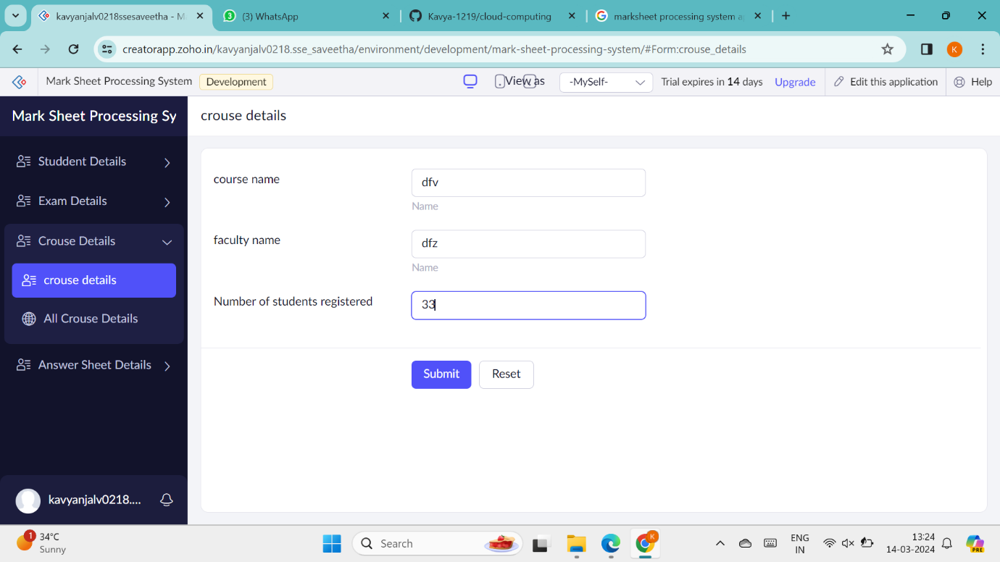 kavyanjalv0218ssesaveetha - M
3 (3) WhatsApp
Kavya-1219/cloud-computing
marksheet processing system a
creatorapp.zoho.in/kavyanjalv0218.sse_saveetha/environment/development/mark-sheet-processing-system/#Form:crouse_details
K
Mark Sheet Processing System
Development
View as
-MySelf-
Trial expires in 14 days
Upgrade
Edit this application
Help
Mark Sheet Processing Sy
crouse details
Studdent Details
Exam Details
Crouse Details
crouse details
All Crouse Details
Answer Sheet Details
kavyanjalv0218....
course name
dfv
Name
faculty name
dfz
Name
Number of students registered
33
Submit
Reset
1
34°C
Sunny
Search
K
ENG
IN
13:24
14-03-2024
PRE